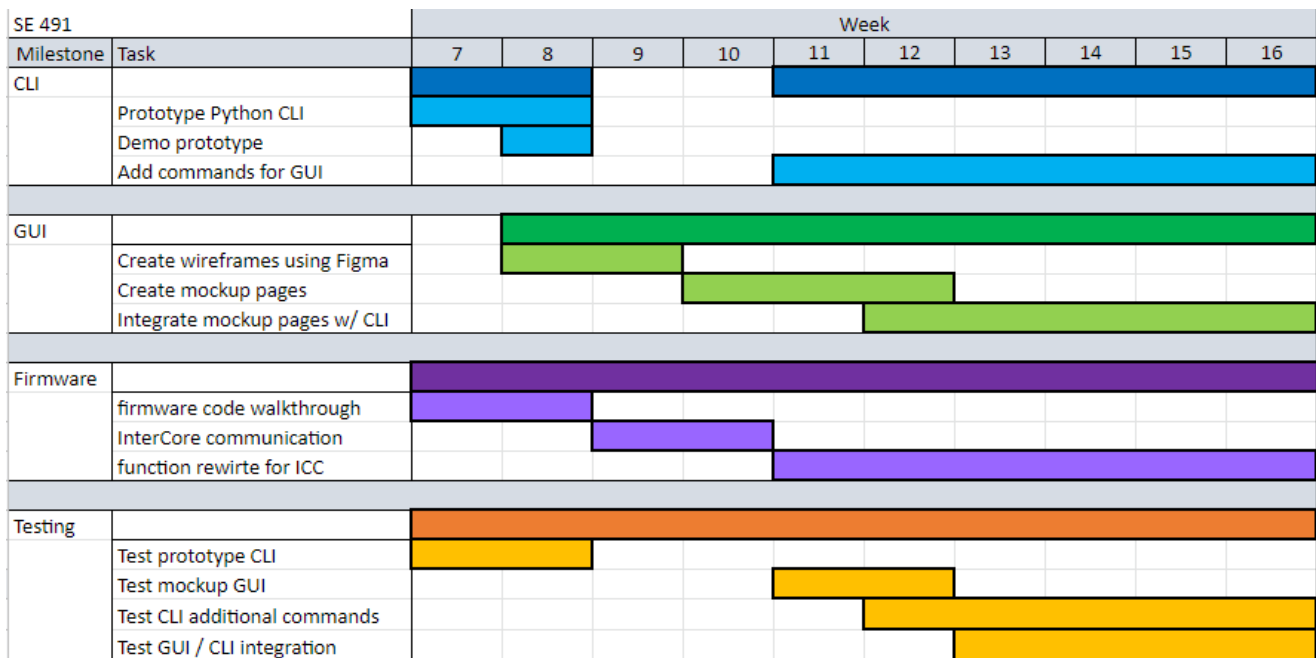 SE 491 Week
Milestone Task 7 8 9 10 11 12 13 14 15 16
CLI
Prototype Python CLI
Demo prototype
Add commands for GUI
GUI
Create wireframes using Figma
Create mockup pages
Integrate mockup pages w/ CLI
Firmware
firmware code walkthrough
InterCore communication
function rewirte for ICC
Testing
Test prototype CLI
Test mockup GUI
Test CLI additional commands
Test GUI / CLI integration